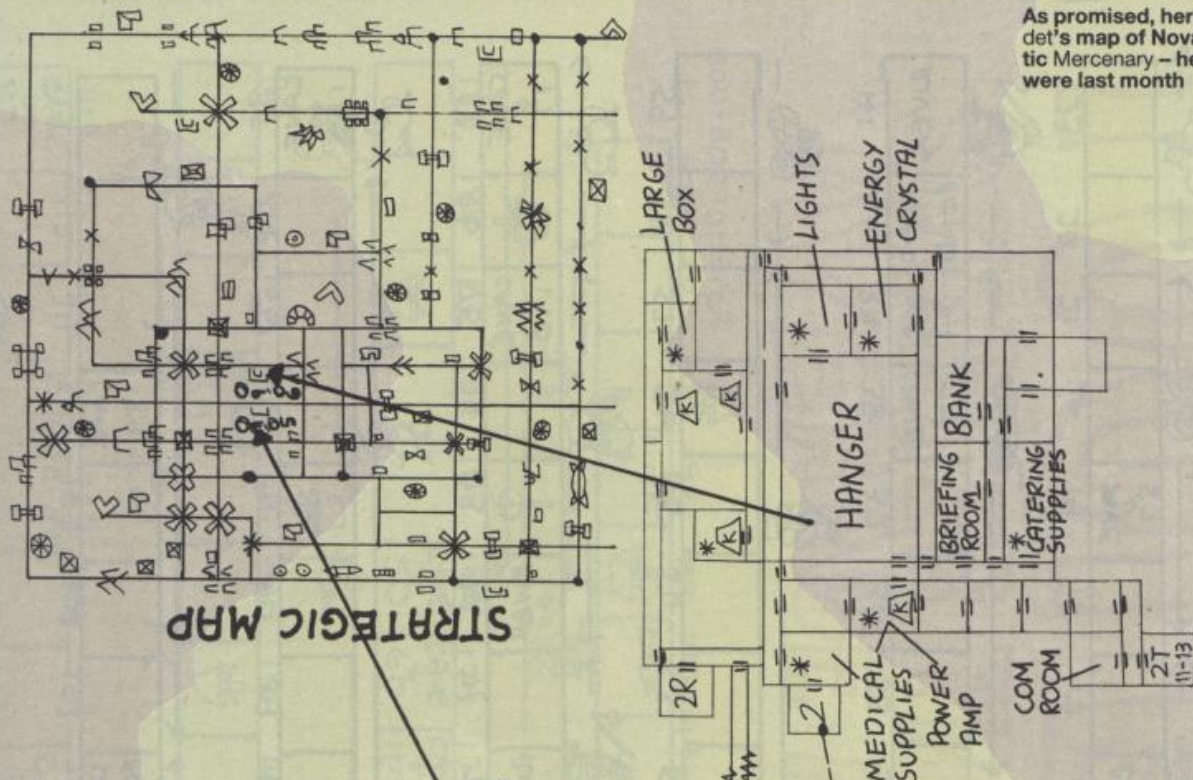 As promised, her
det's map of Nova
tic Mercenary – he
were last month
STRATEGIC MAP
LARGE
BOX
LIGHTS
ENERGY
CRYSTAL
HANGER
BRIEFING
ROOM
BANK
CATERING
SUPPLIES
K
K
K
K
2R
2
MEDICAL
SUPPLIES
POWER
AMP
COM
ROOM
2T
11-13